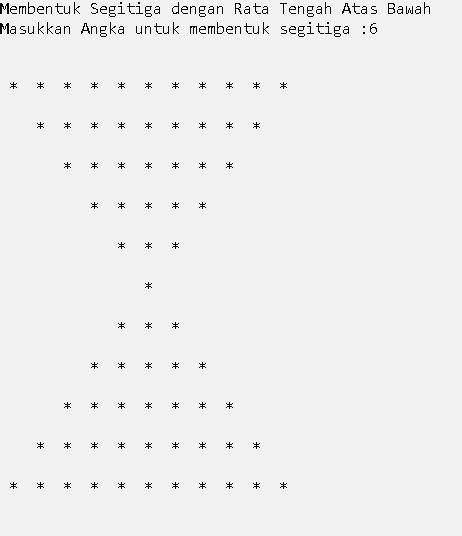 Membentuk Segitiga dengan Rata Tengah Atas Bawah
Masukkan Angka untuk membentuk segitiga :6
 *  *  *  *  *  *  *  *  *  *  *
    *  *  *  *  *  *  *  *  *
       *  *  *  *  *  *  *
          *  *  *  *  *
             *  *  *
                *
             *  *  *
          *  *  *  *  *
       *  *  *  *  *  *  *
    *  *  *  *  *  *  *  *  *
 *  *  *  *  *  *  *  *  *  *  *